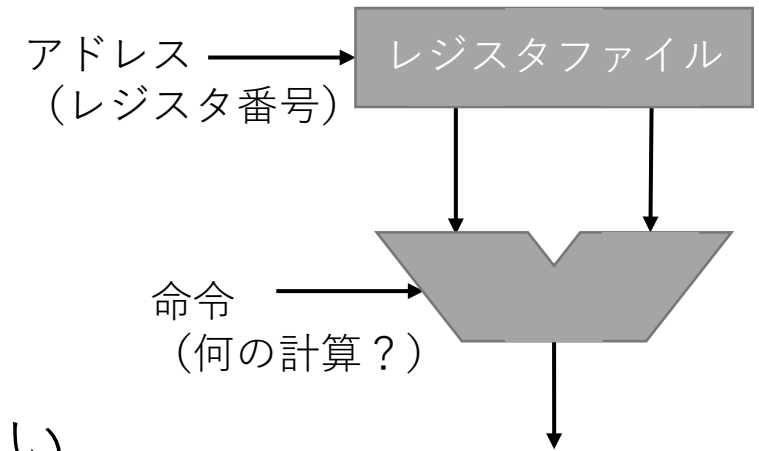 アドレス
(レジスタ番号)
レジスタファイル
命令
(何の計算?)
い